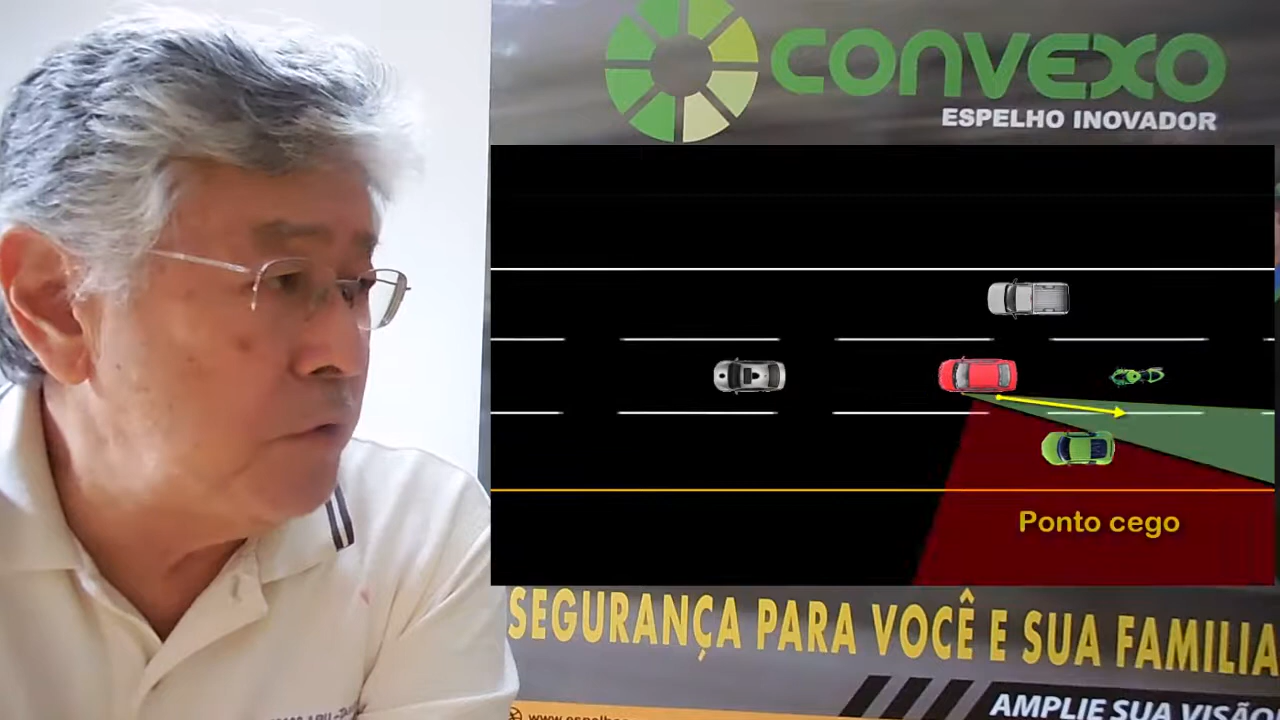 CONVEXO
ESPELHO INOVADOR
Ponto cego
SEGURANÇA PARA VOCÊ E SUA FAMILIA
AMPLIE SUA VISÃO